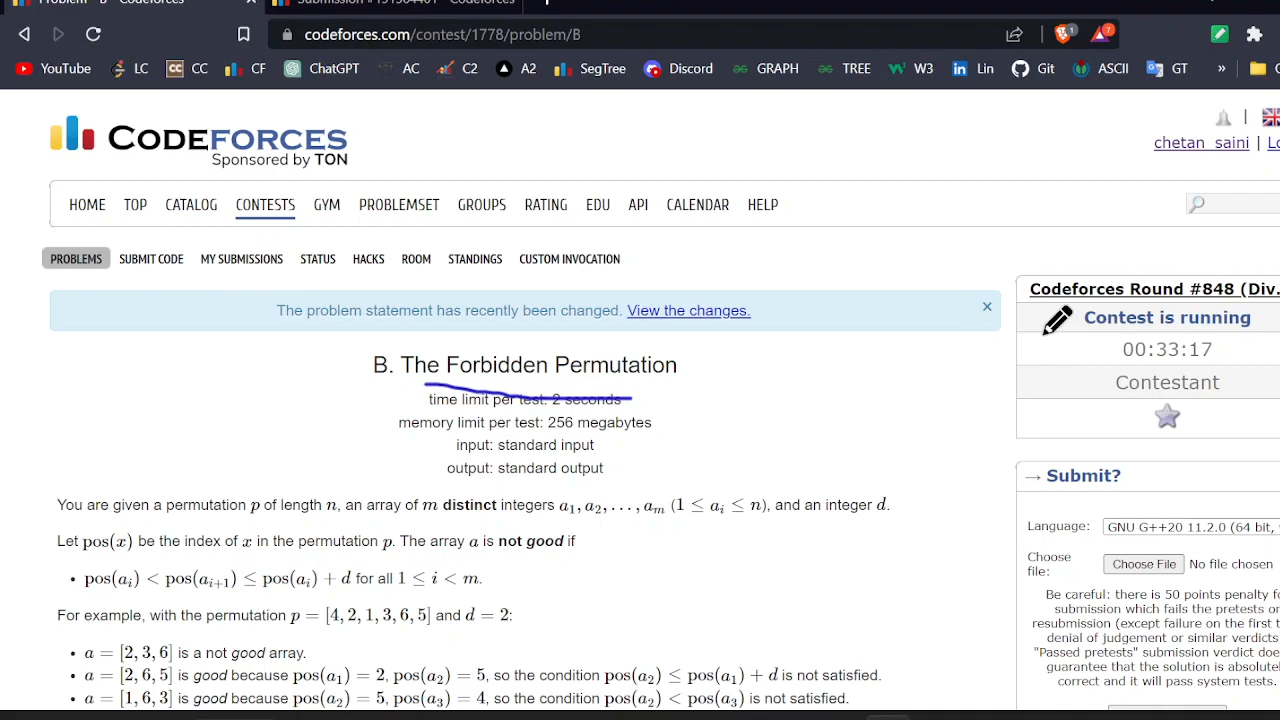 Problem - B - Codeforces
Submission #191504401 - Codeforces
codeforces.com/contest/1778/problem/B
1
7
YouTube LC CC CF ChatGPT AC C2 A2 SegTree Discord GRAPH TREE W3 Lin Git ASCII GT »
CODEFORCES
Sponsored by TON
chetan_saini |
HOME TOP CATALOG CONTESTS GYM PROBLEMSET GROUPS RATING EDU API CALENDAR HELP
PROBLEMS SUBMIT CODE MY SUBMISSIONS STATUS HACKS ROOM STANDINGS CUSTOM INVOCATION
The problem statement has recently been changed. View the changes. ×
B. The Forbidden Permutation
time limit per test: 2 seconds
memory limit per test: 256 megabytes
input: standard input
output: standard output
You are given a permutation p of length n, an array of m distinct integers a₁, a₂, …, aₘ (1 ≤ aᵢ ≤ n), and an integer d.
Let pos(x) be the index of x in the permutation p. The array a is not good if
• pos(aᵢ) < pos(aᵢ₊₁) ≤ pos(aᵢ) + d for all 1 ≤ i < m.
For example, with the permutation p = [4, 2, 1, 3, 6, 5] and d = 2:
• a = [2, 3, 6] is a not good array.
• a = [2, 6, 5] is good because pos(a₁) = 2, pos(a₂) = 5, so the condition pos(a₂) ≤ pos(a₁) + d is not satisfied.
• a = [1, 6, 3] is good because pos(a₂) = 5, pos(a₃) = 4, so the condition pos(a₂) < pos(a₃) is not satisfied.
Codeforces Round #848 (Div.
Contest is running
00:33:17
Contestant
→ Submit?
Language: GNU G++20 11.2.0 (64 bit,
Choose
file: Choose File No file chosen
Be careful: there is 50 points penalty fo
submission which fails the pretests or
resubmission (except failure on the first t
denial of judgement or similar verdicts
"Passed pretests" submission verdict doe
guarantee that the solution is absolute
correct and it will pass system tests.